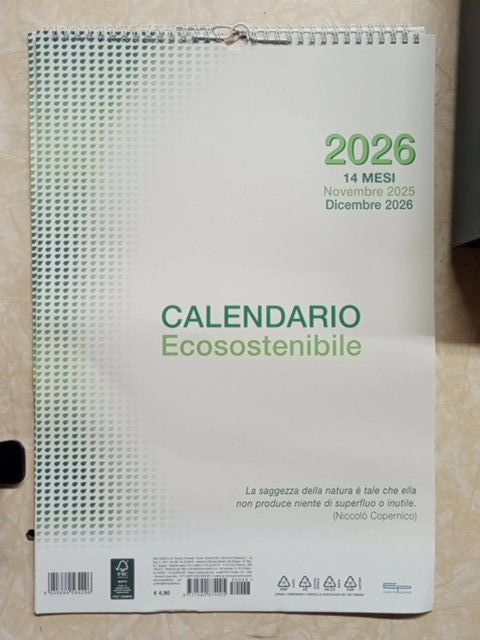 2026
14 MESI
Novembre 2025
Dicembre 2026
CALENDARIO
Ecosostenibile
La saggezza della natura è tale che ella
non produce niente di superfluo o inutile.
(Niccolò Copernico)
FSC
€ 4,90